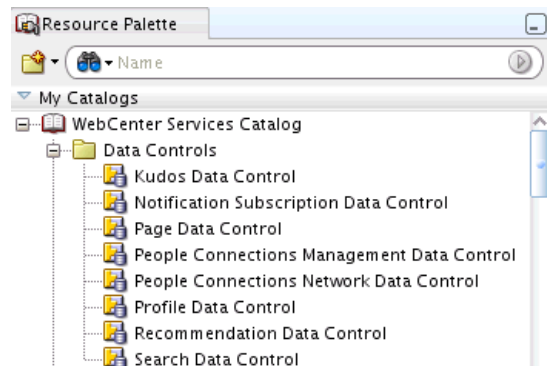 Resource Palette
Name
My Catalogs
WebCenter Services Catalog
Data Controls
Kudos Data Control
Notification Subscription Data Control
Page Data Control
People Connections Management Data Control
People Connections Network Data Control
Profile Data Control
Recommendation Data Control
Search Data Control